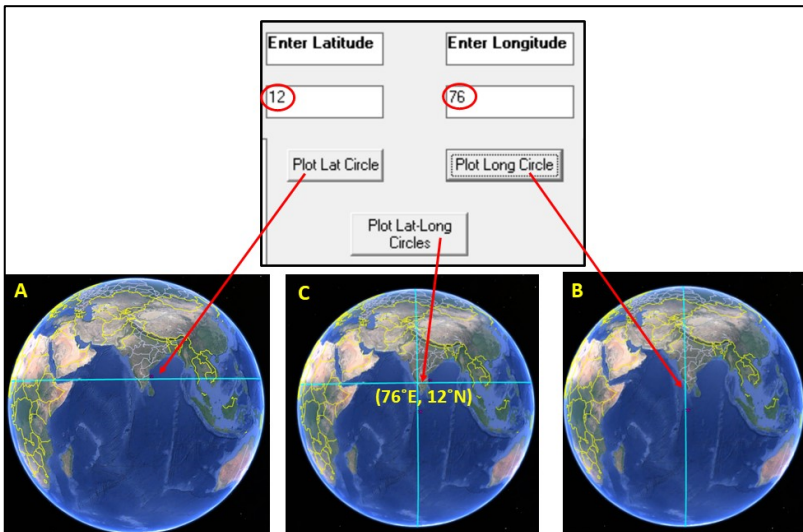 Enter Latitude
Enter Longitude
12
76
Plot Lat Circle
Plot Long Circle
Plot Lat-Long
Circles
A
C
B
(76°E, 12°N)